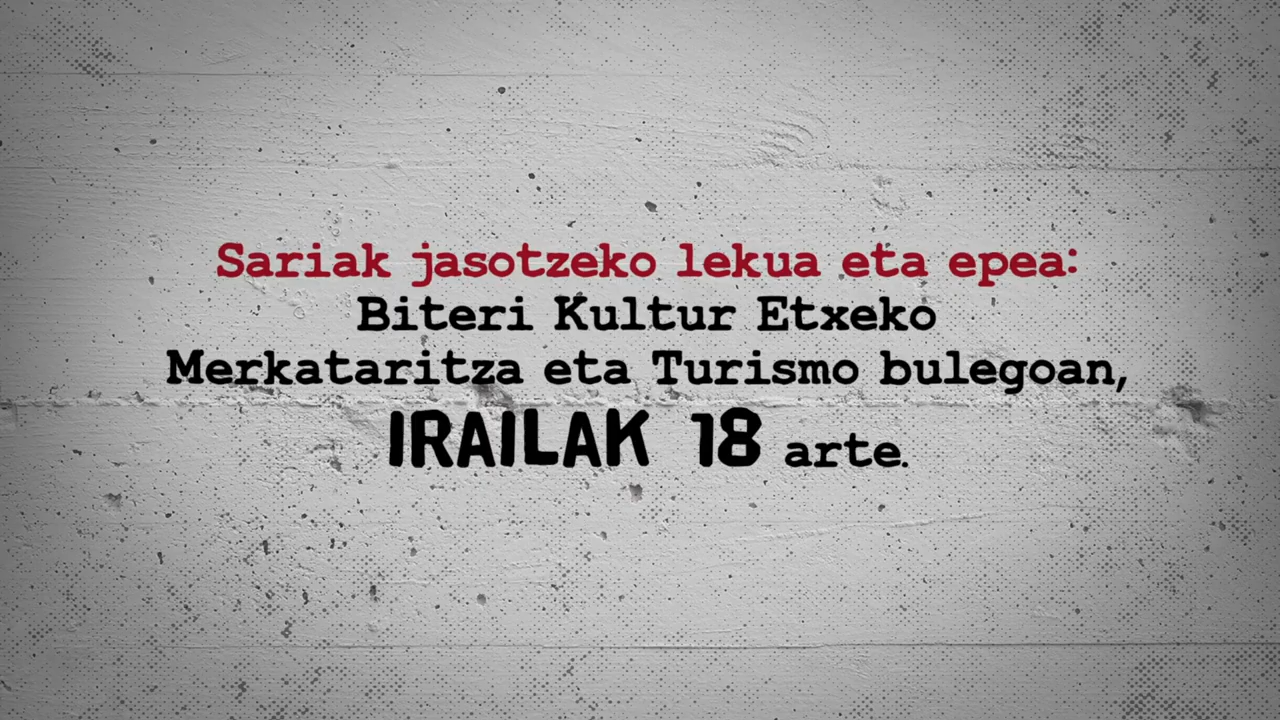 Sariak jasotzeko lekua eta epea:
Biteri Kultur Etxeko
Merkataritza eta Turismo bulegoan,
IRAILAK 18 arte.